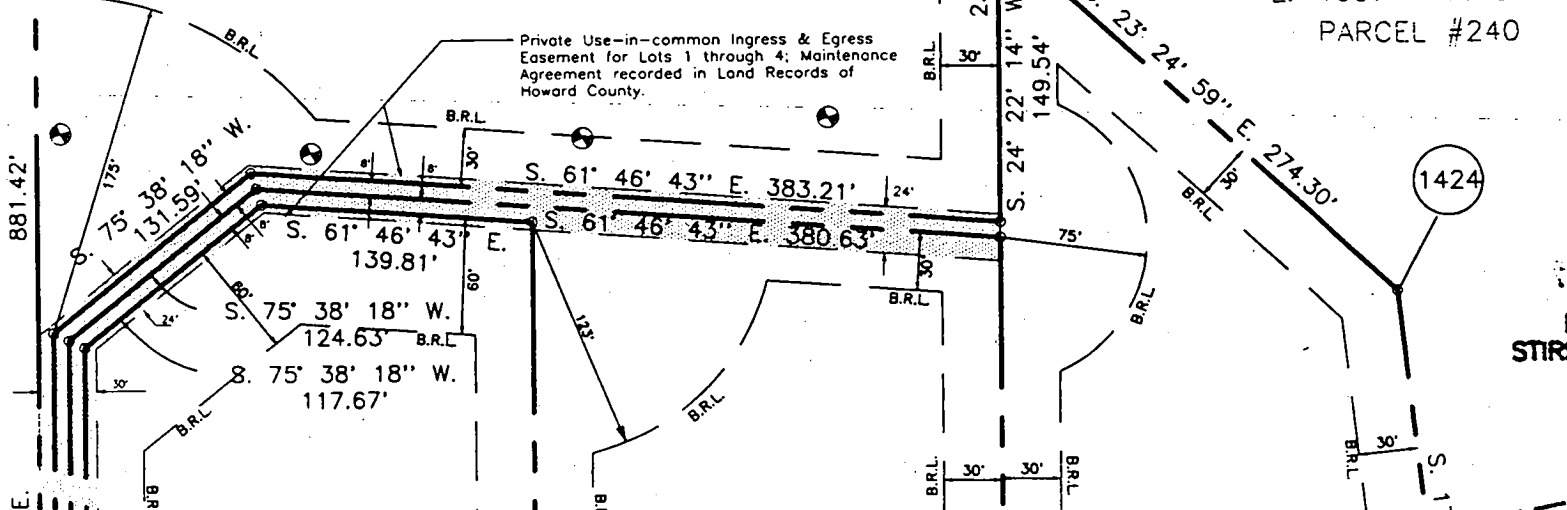 PARCEL #240
B.R.L.
Private Use-in-common Ingress & Egress
Easement for Lots 1 through 4; Maintenance
Agreement recorded in Land Records of
Howard County.
B.R.L.
30'
S. 24° 22' 14" W
149.54'
23° 24' 59" E. 274.30'
30'
B.R.L.
1424
881.42'
175'
S. 75° 38' 18" W.
131.59'
B.R.L.
30'
8'
8'
S. 61° 46' 43" E. 383.21'
24'
S. 61° 46' 43" E. 380.63'
S. 61° 46' 43" E.
139.81'
8'
8'
60'
60'
24'
S. 75° 38' 18" W.
124.63'
B.R.L.
S. 75° 38' 18" W.
117.67'
30'
B.R.L.
123'
B.R.L.
30'
B.R.L.
75'
B.R.L.
B.R.L.
30'
30'
B.R.L.
B.R.L.
30'
S. 1
STIRS
E.